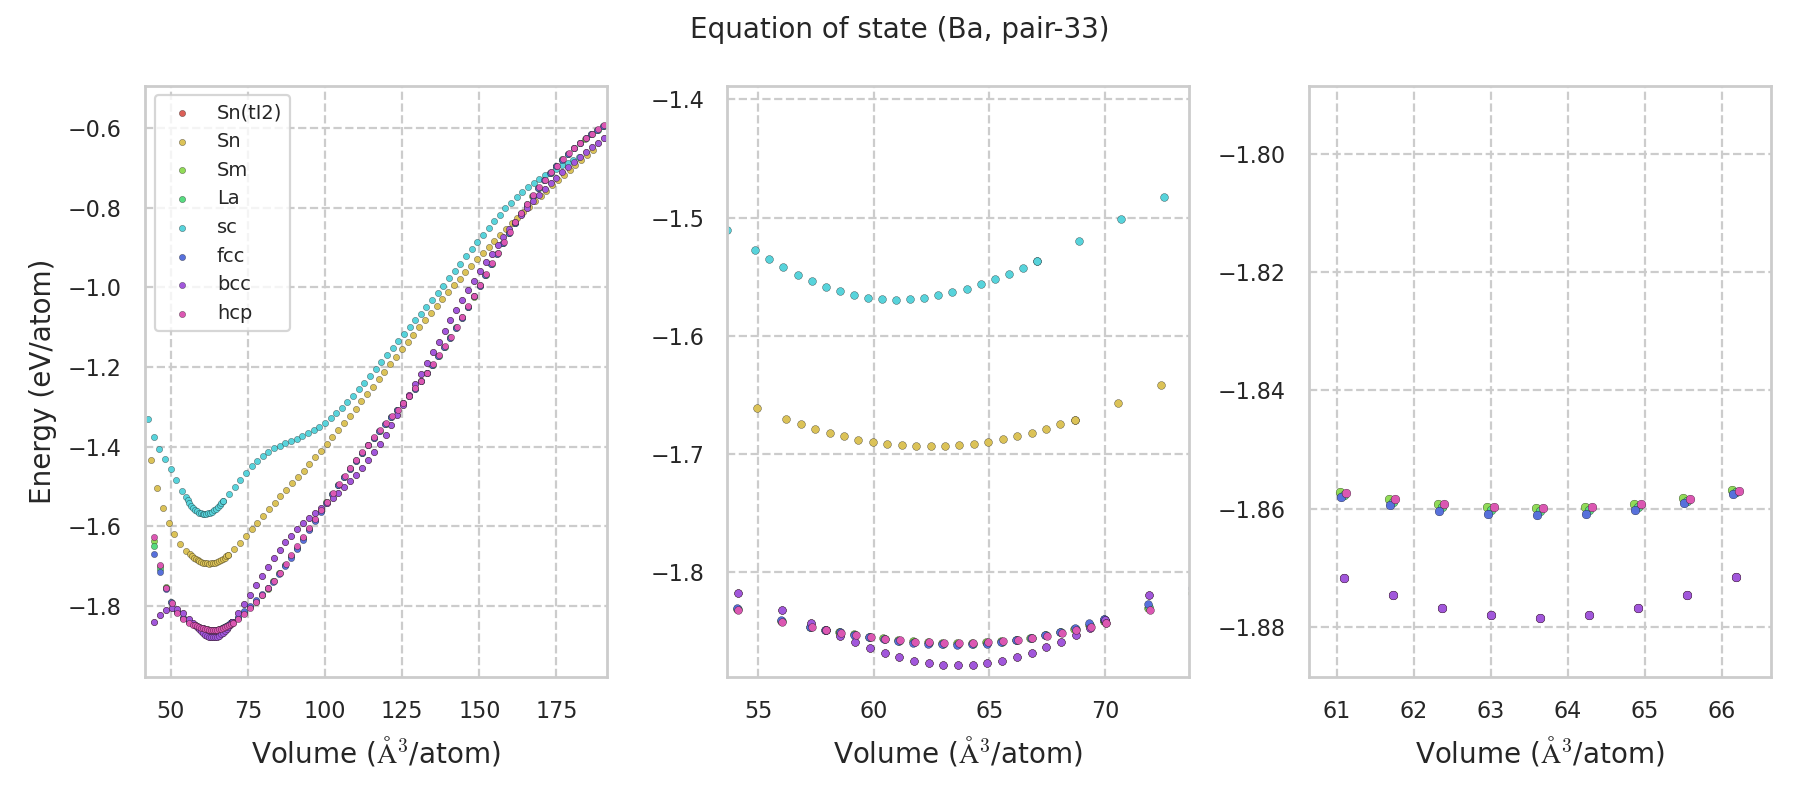 Equation of state (Ba, pair-33)
Energy (eV/atom)
−0.6
−0.8
−1.0
−1.2
−1.4
−1.6
−1.8
Sn(tI2)
Sn
Sm
La
sc
fcc
bcc
hcp
50 75 100 125 150 175
Volume (Å³/atom)
−1.4
−1.5
−1.6
−1.7
−1.8
55 60 65 70
Volume (Å³/atom)
−1.80
−1.82
−1.84
−1.86
−1.88
61 62 63 64 65 66
Volume (Å³/atom)